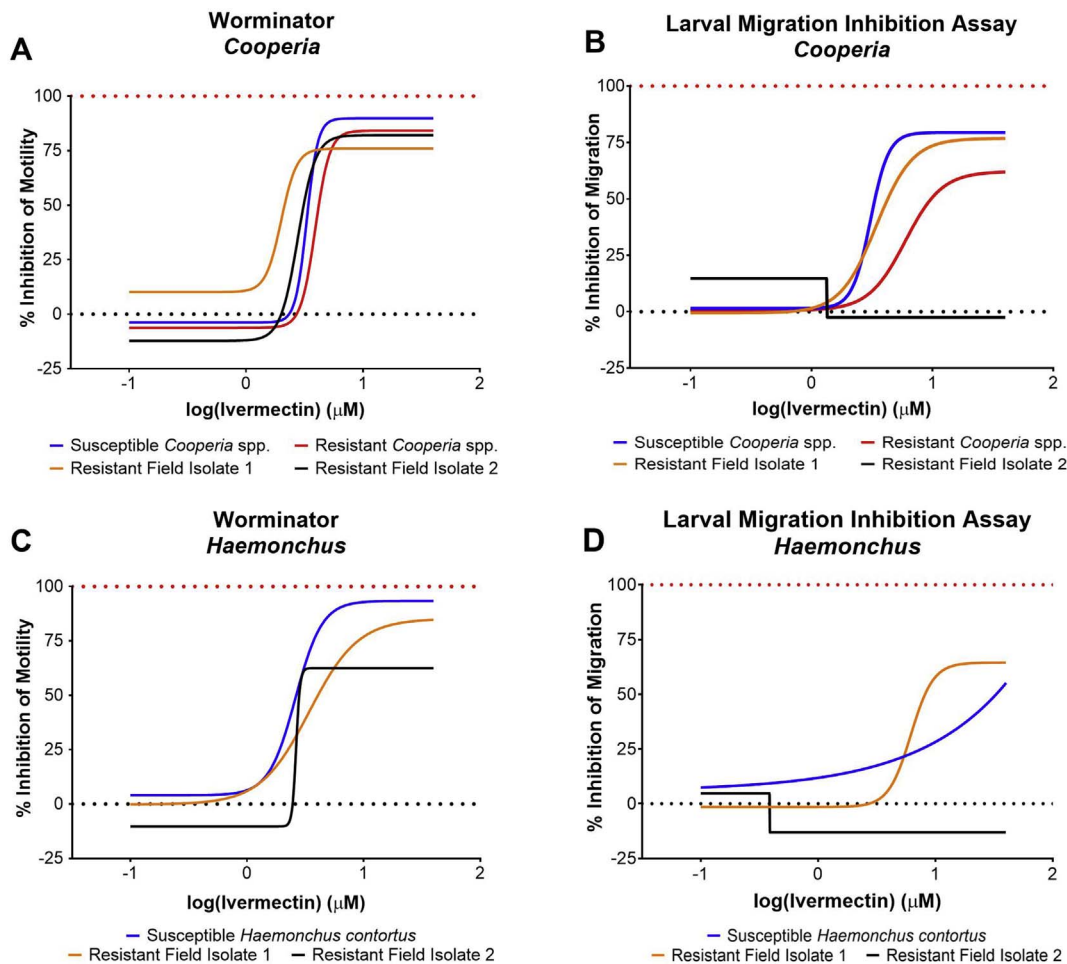 A
Worminator
Cooperia
% Inhibition of Motility
100
75
50
25
0
-25
-1 0 1 2
log(Ivermectin) (μM)
Susceptible Cooperia spp. Resistant Cooperia spp.
Resistant Field Isolate 1 Resistant Field Isolate 2
B
Larval Migration Inhibition Assay
Cooperia
% Inhibition of Migration
100
75
50
25
0
-25
-1 0 1 2
log(Ivermectin) (μM)
Susceptible Cooperia spp. Resistant Cooperia spp.
Resistant Field Isolate 1 Resistant Field Isolate 2
C
Worminator
Haemonchus
% Inhibition of Motility
100
75
50
25
0
-25
-1 0 1 2
log(Ivermectin) (μM)
Susceptible Haemonchus contortus
Resistant Field Isolate 1 Resistant Field Isolate 2
D
Larval Migration Inhibition Assay
Haemonchus
% Inhibition of Migration
100
75
50
25
0
-25
-1 0 1 2
log(Ivermectin) (μM)
Susceptible Haemonchus contortus
Resistant Field Isolate 1 Resistant Field Isolate 2